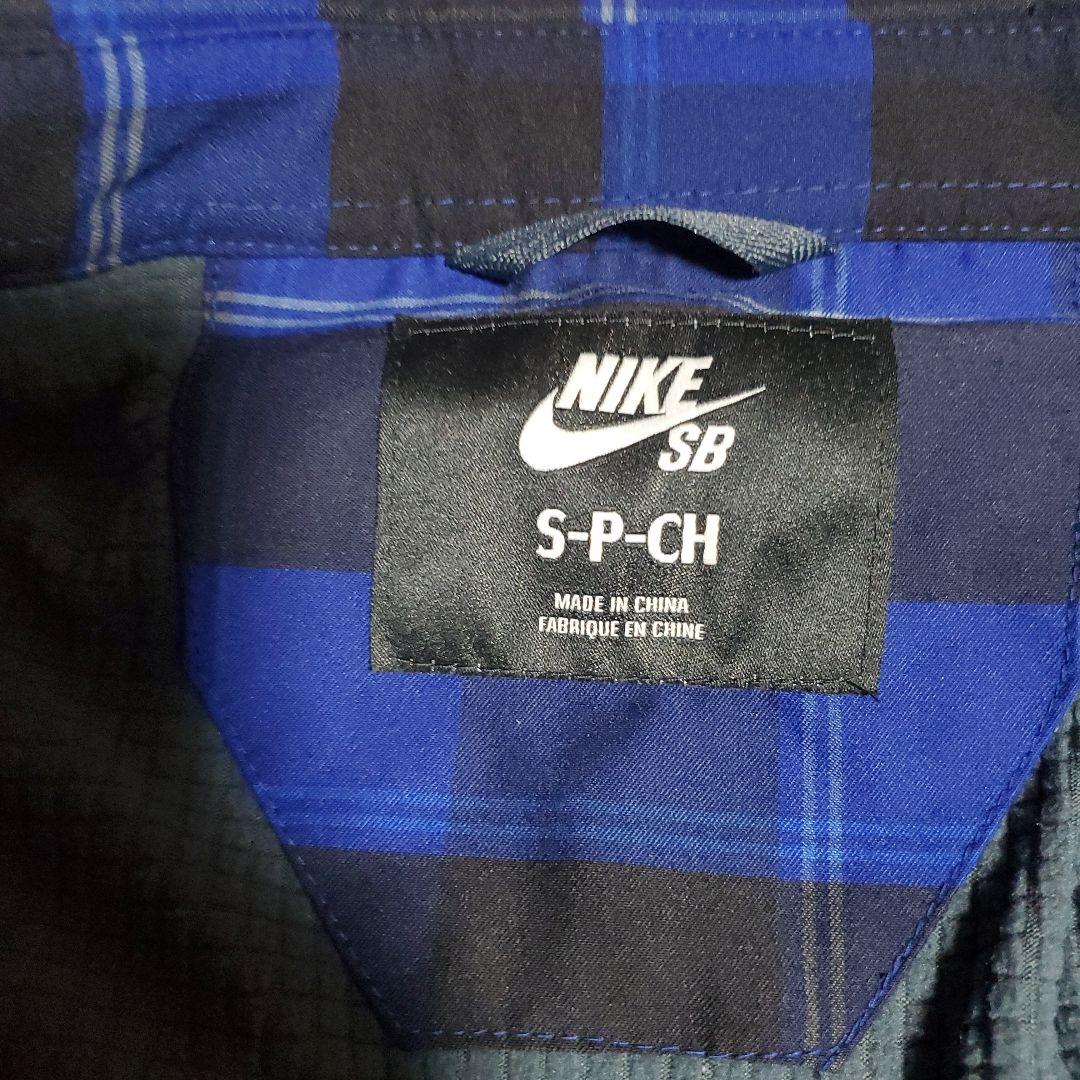 NIKE
SB
S-P-CH
MADE IN CHINA
FABRIQUE EN CHINE